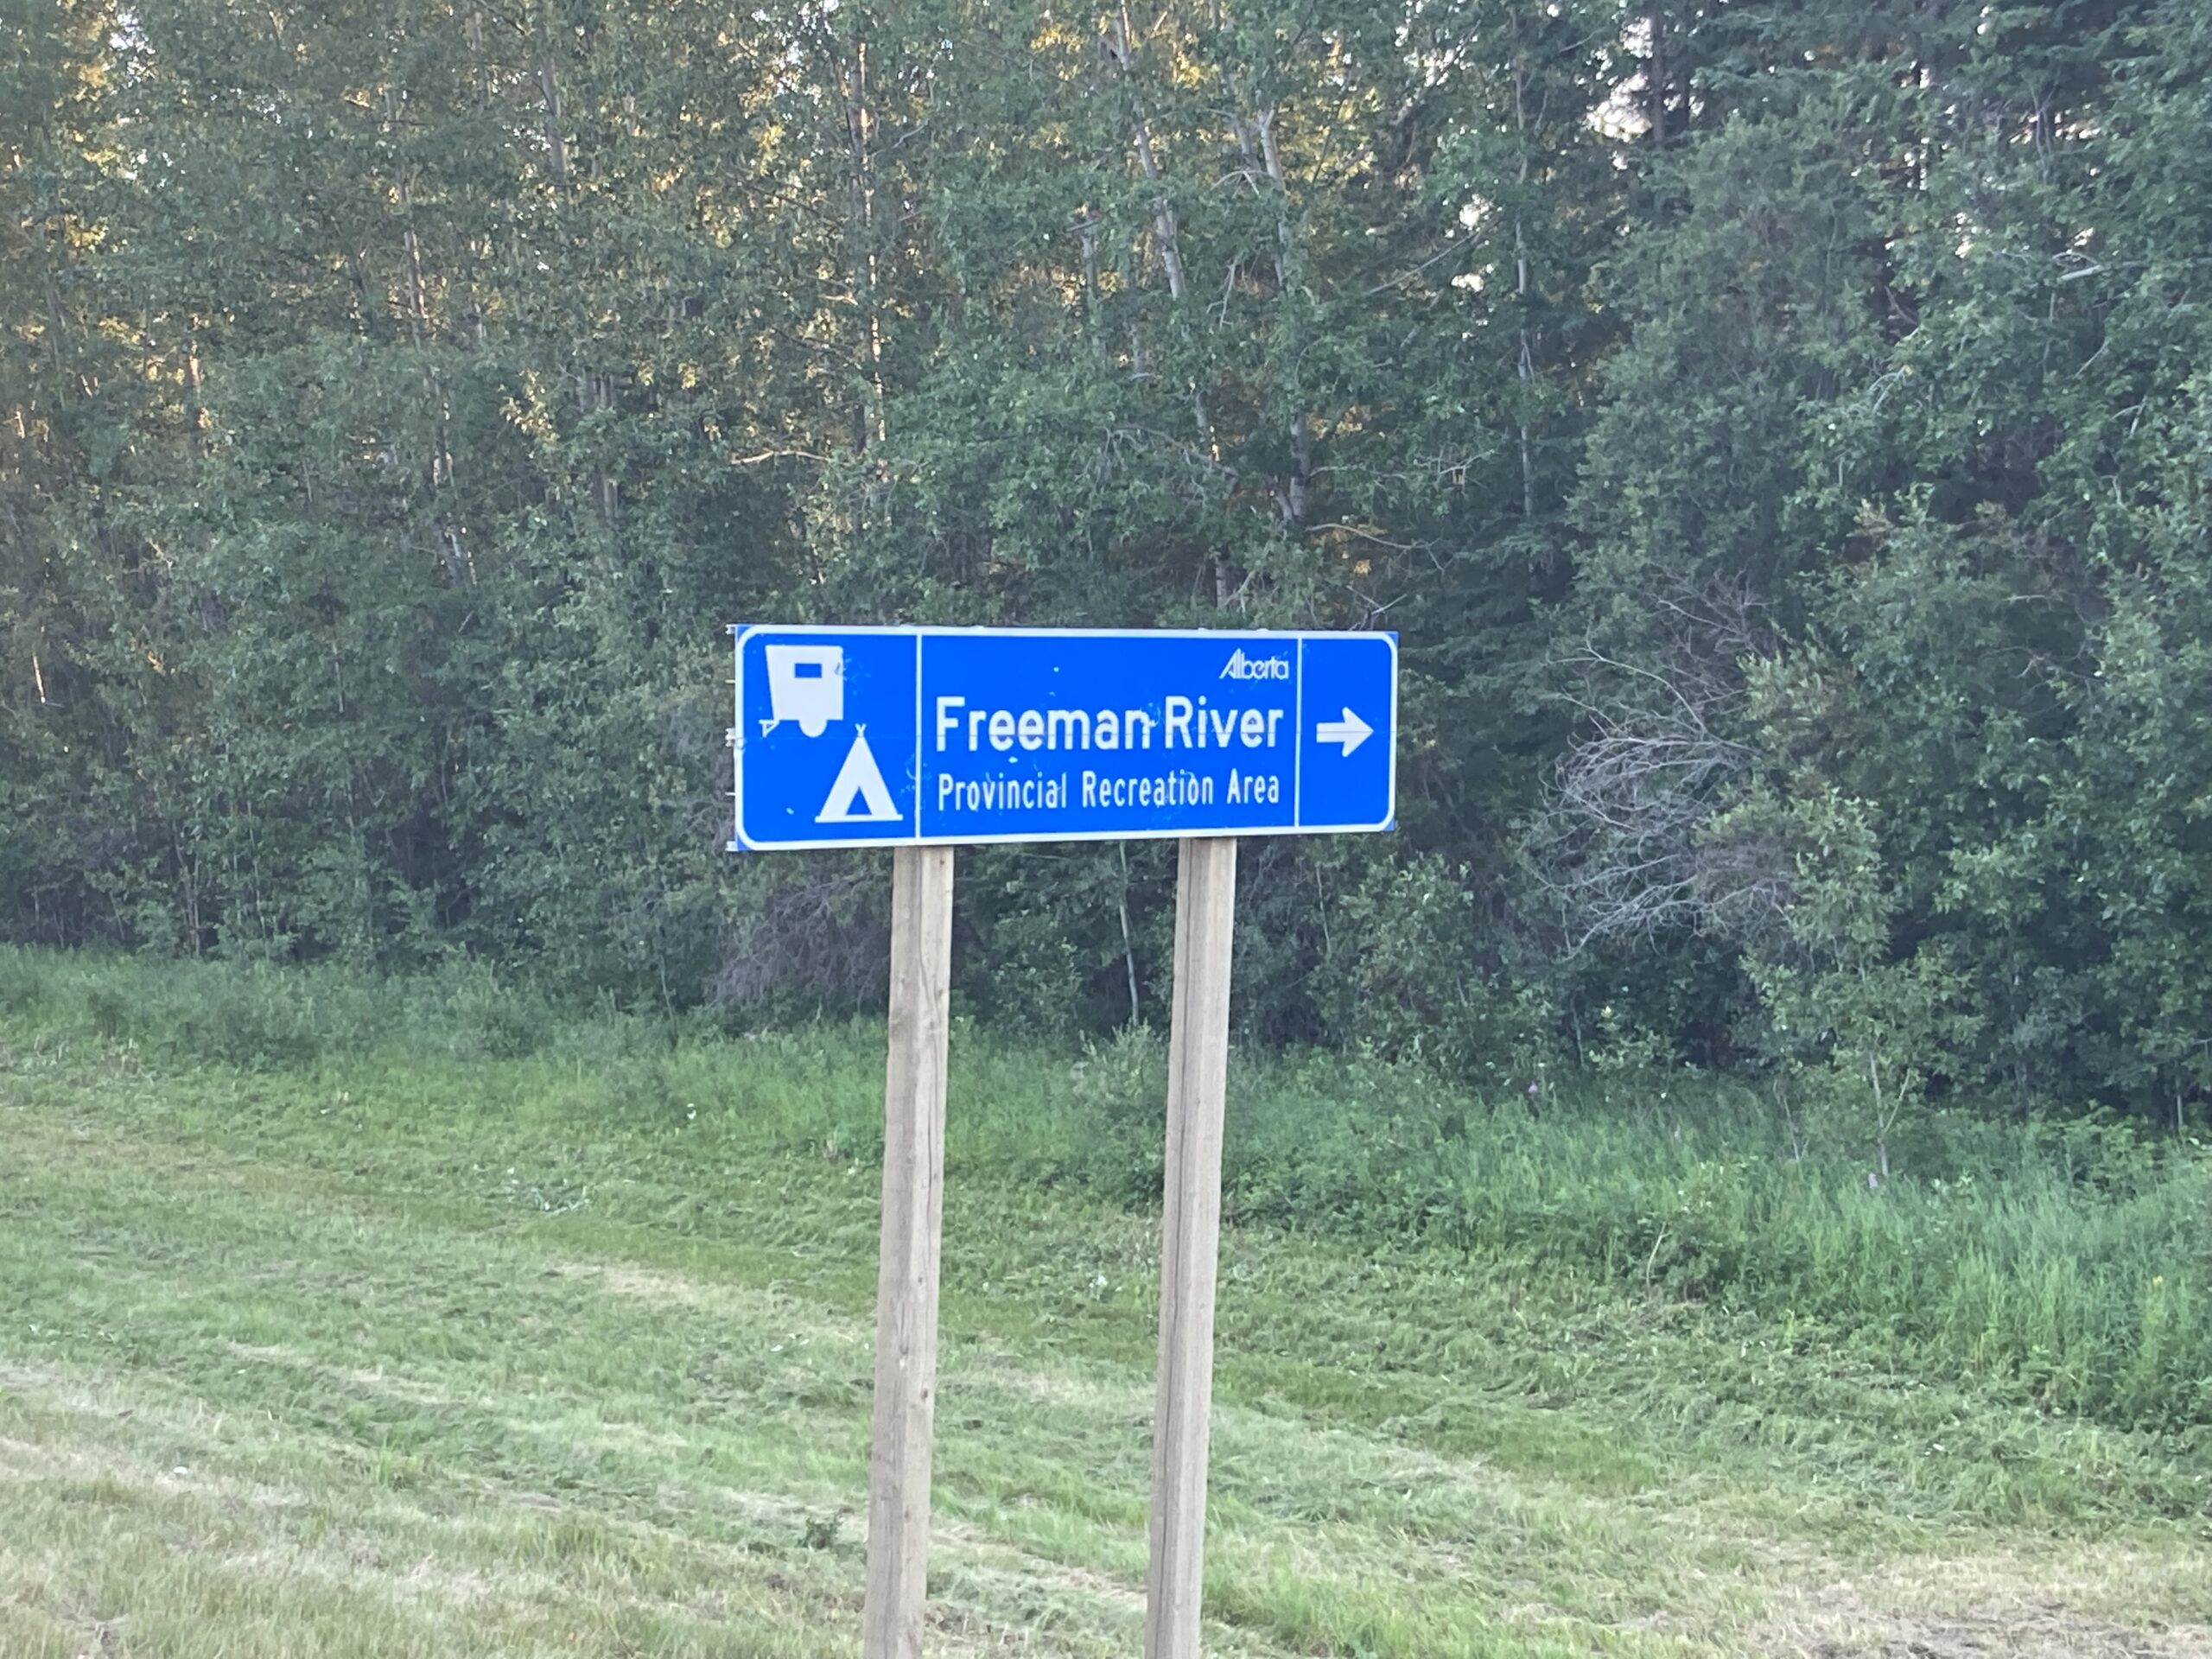 Alberta
Freeman River
Provincial Recreation Area